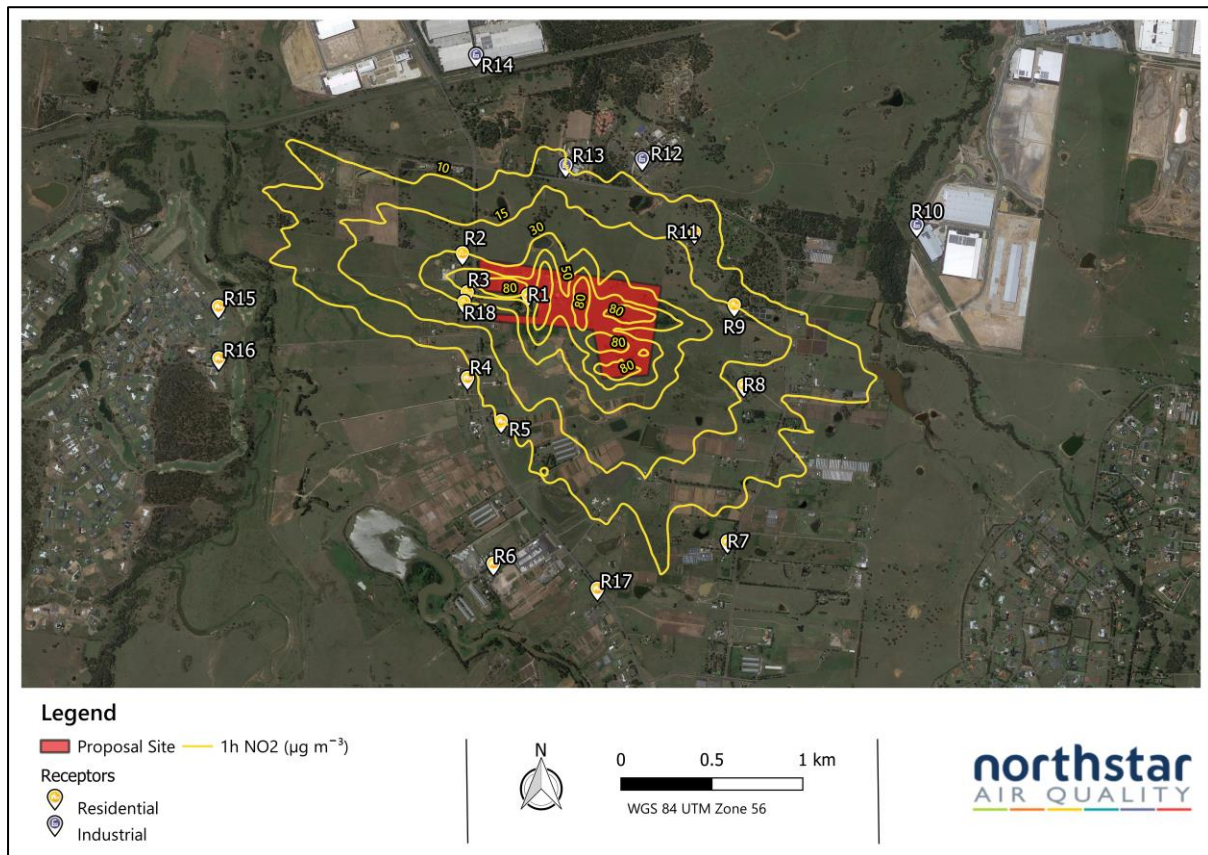 R14
R13
R12
10
R10
15
R2
30
R11
R3
50
80
R1
80
80
R15
R18
R9
80
R16
R4
80
R8
R5
R7
R6
R17
Legend
Proposal Site
1h NO2 (µg m⁻³)
Receptors
Residential
Industrial
N
0 0.5 1 km
WGS 84 UTM Zone 56
northstar
AIR QUALITY